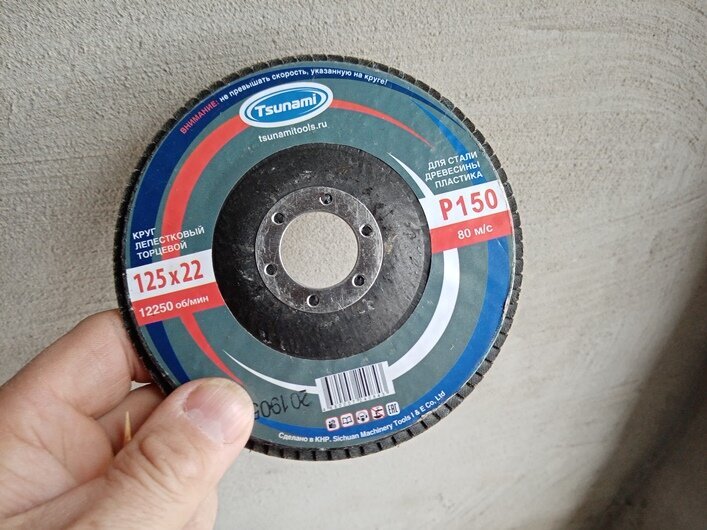 ВНИМАНИЕ: не превышать скорость, указанную на круге!
Tsunami
tsunamitools.ru
ДЛЯ СТАЛИ
ДРЕВЕСИНЫ
ПЛАСТИКА
P150
80 м/с
КРУГ
ЛЕПЕСТКОВЫЙ
ТОРЦЕВОЙ
125x22
12250 об/мин
201905
Сделано в КНР. Sichuan Machinery Tools I & E Co, Ltd